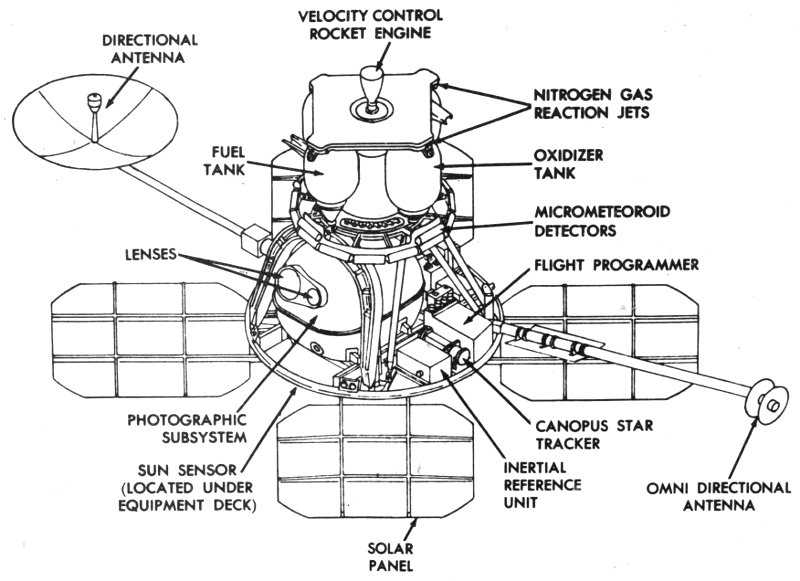 VELOCITY CONTROL
ROCKET ENGINE
DIRECTIONAL
ANTENNA
NITROGEN GAS
REACTION JETS
FUEL
TANK
OXIDIZER
TANK
MICROMETEOROID
DETECTORS
LENSES
FLIGHT PROGRAMMER
PHOTOGRAPHIC
SUBSYSTEM
CANOPUS STAR
TRACKER
SUN SENSOR
(LOCATED UNDER
EQUIPMENT DECK)
INERTIAL
REFERENCE
UNIT
OMNI DIRECTIONAL
ANTENNA
SOLAR
PANEL